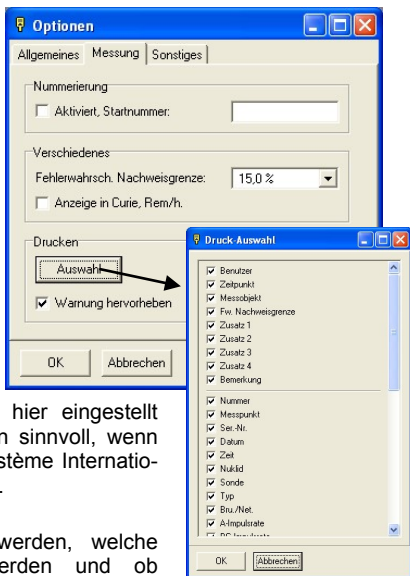 Optionen
Allgemeines Messung Sonstiges
Nummerierung
Aktiviert, Startnummer:
Verschiedenes
Fehlerwahrsch. Nachweisgrenze: 15,0 %
Anzeige in Curie, Rem/h.
Drucken
Auswahl
Warnung hervorheben
OK Abbrechen
Druck-Auswahl
Benutzer
Zeitpunkt
Messobjekt
Fw. Nachweisgrenze
Zusatz 1
Zusatz 2
Zusatz 3
Zusatz 4
Bemerkung
Nummer
Messpunkt
Ser.-Nr.
Datum
Zeit
Nuklid
Sonde
Typ
Bru./Net.
A-Impulsrate
OK Abbrechen
hier eingestellt
n sinnvoll, wenn
stème Internatio-
werden, welche
erden und ob